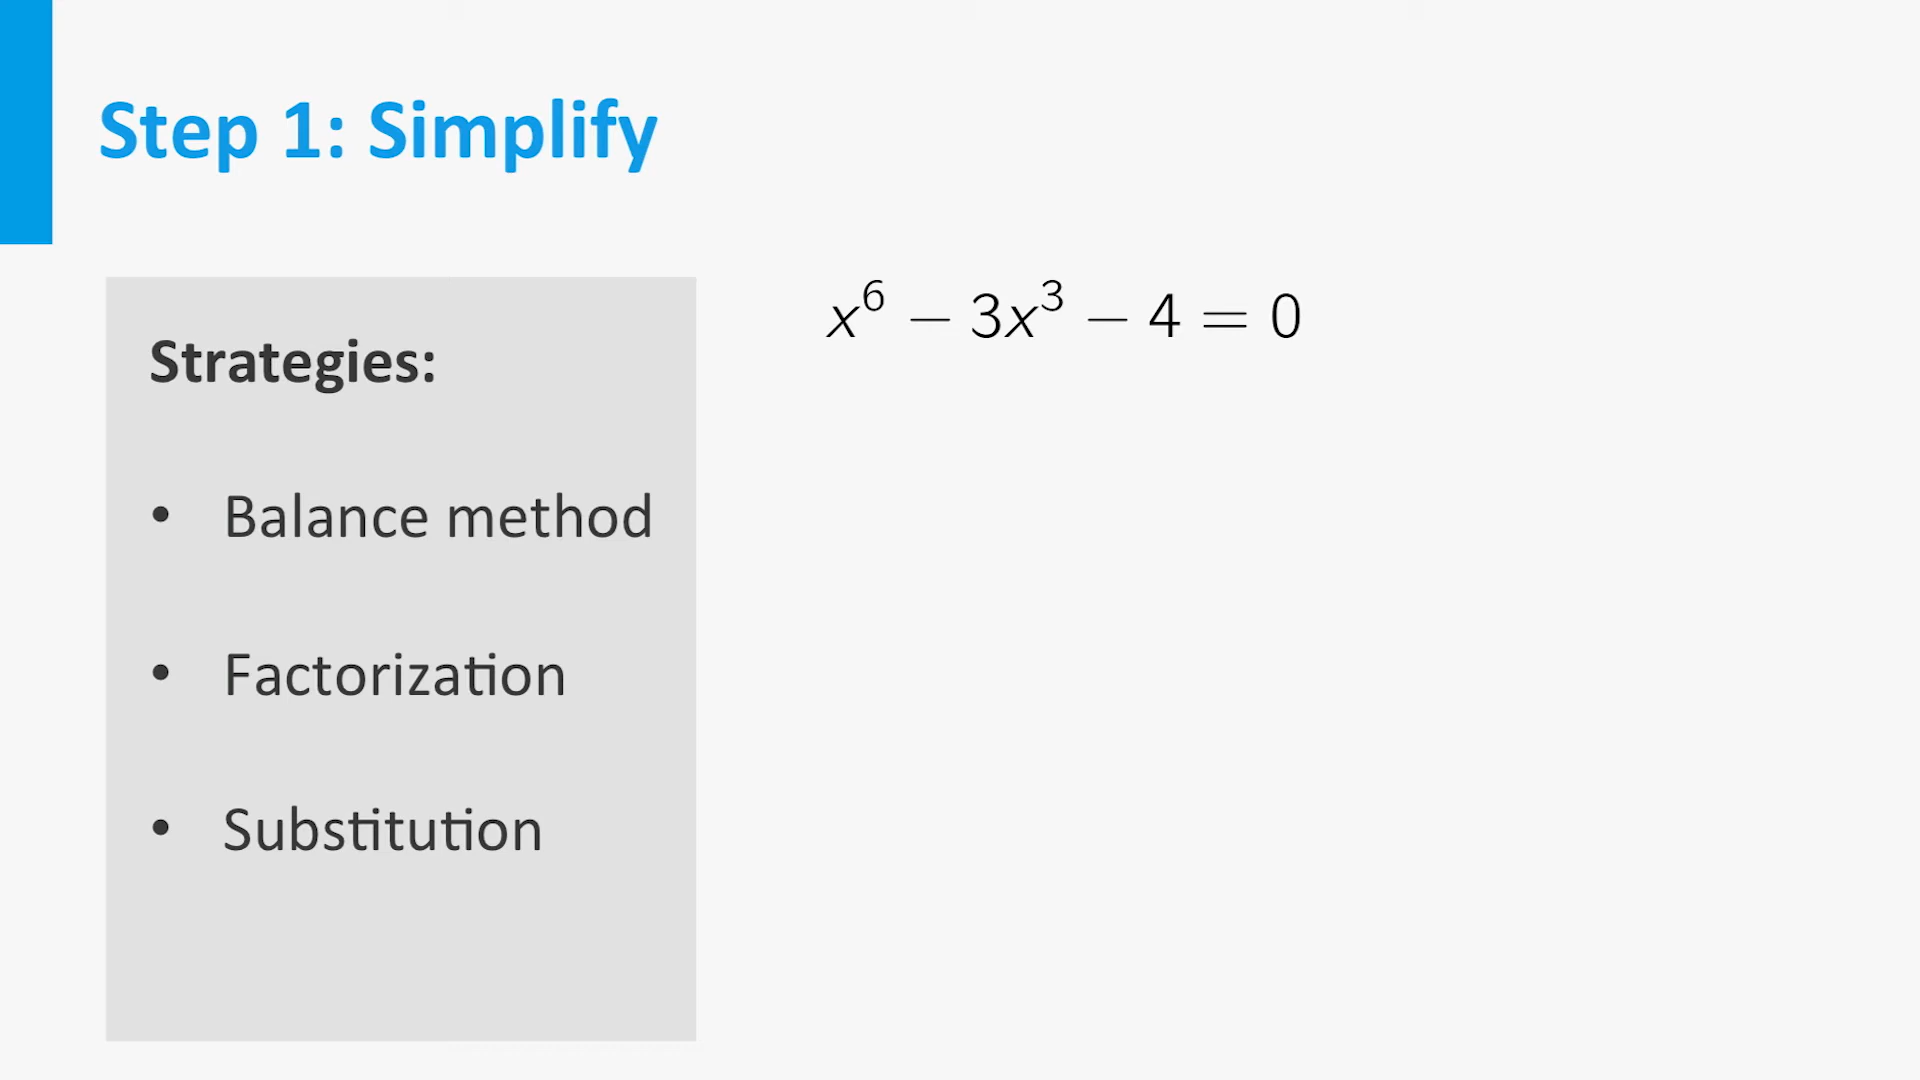 Step 1: Simplify
Strategies:
• Balance method
• Factorization
• Substitution
x⁶ − 3x³ − 4 = 0